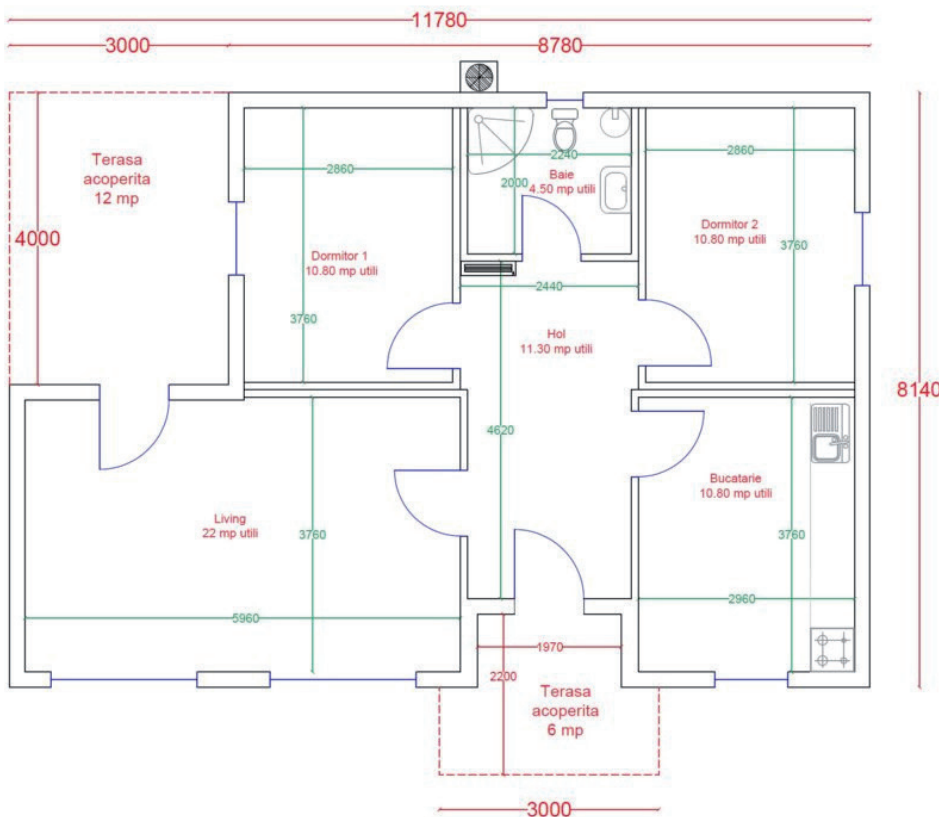 11780
3000
8780
Terasa
acoperita
12 mp
4000
2860
Dormitor 1
10.80 mp utili
3760
2240
2000
Baie
4.50 mp utili
2860
Dormitor 2
10.80 mp utili
3760
2440
Hol
11.30 mp utili
8140
4620
Living
22 mp utili
3760
5960
Bucatarie
10.80 mp utili
3760
2960
1970
2200
Terasa
acoperita
6 mp
3000